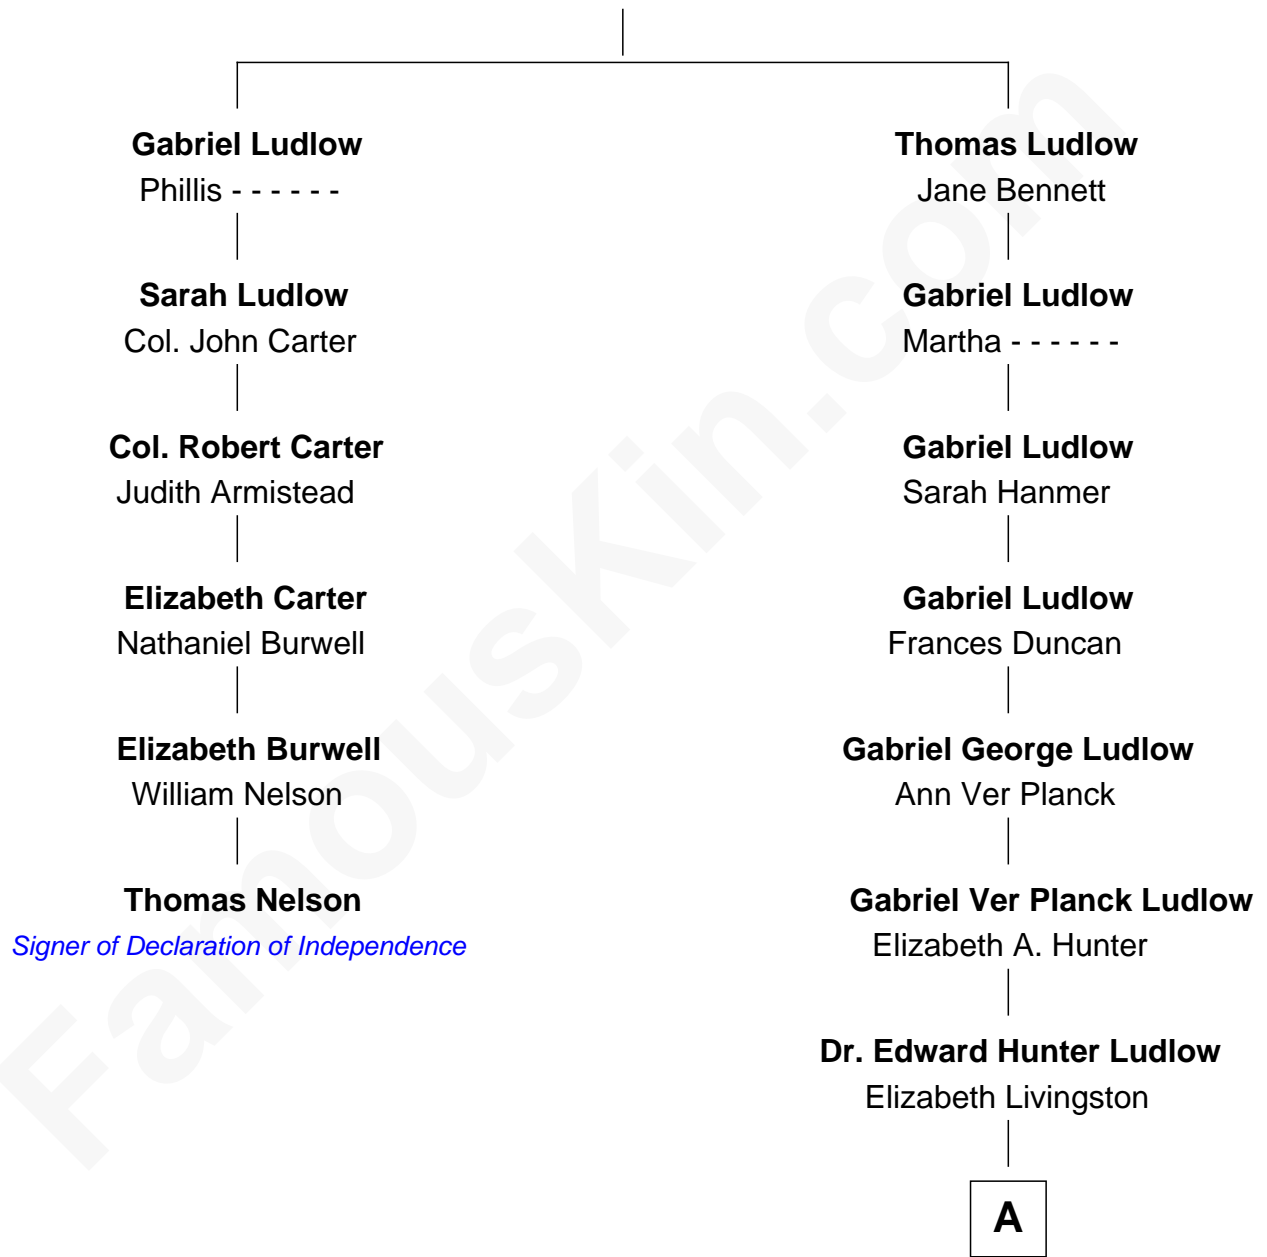 Gabriel Ludlow
Phillis - - - - - -
Sarah Ludlow
Col. John Carter
Col. Robert Carter
Judith Armistead
Elizabeth Carter
Nathaniel Burwell
Elizabeth Burwell
William Nelson
Thomas Nelson
Signer of Declaration of Independence
Thomas Ludlow
Jane Bennett
Gabriel Ludlow
Martha - - - - - -
Gabriel Ludlow
Sarah Hanmer
Gabriel Ludlow
Frances Duncan
Gabriel George Ludlow
Ann Ver Planck
Gabriel Ver Planck Ludlow
Elizabeth A. Hunter
Dr. Edward Hunter Ludlow
Elizabeth Livingston
A
FamousKin.com